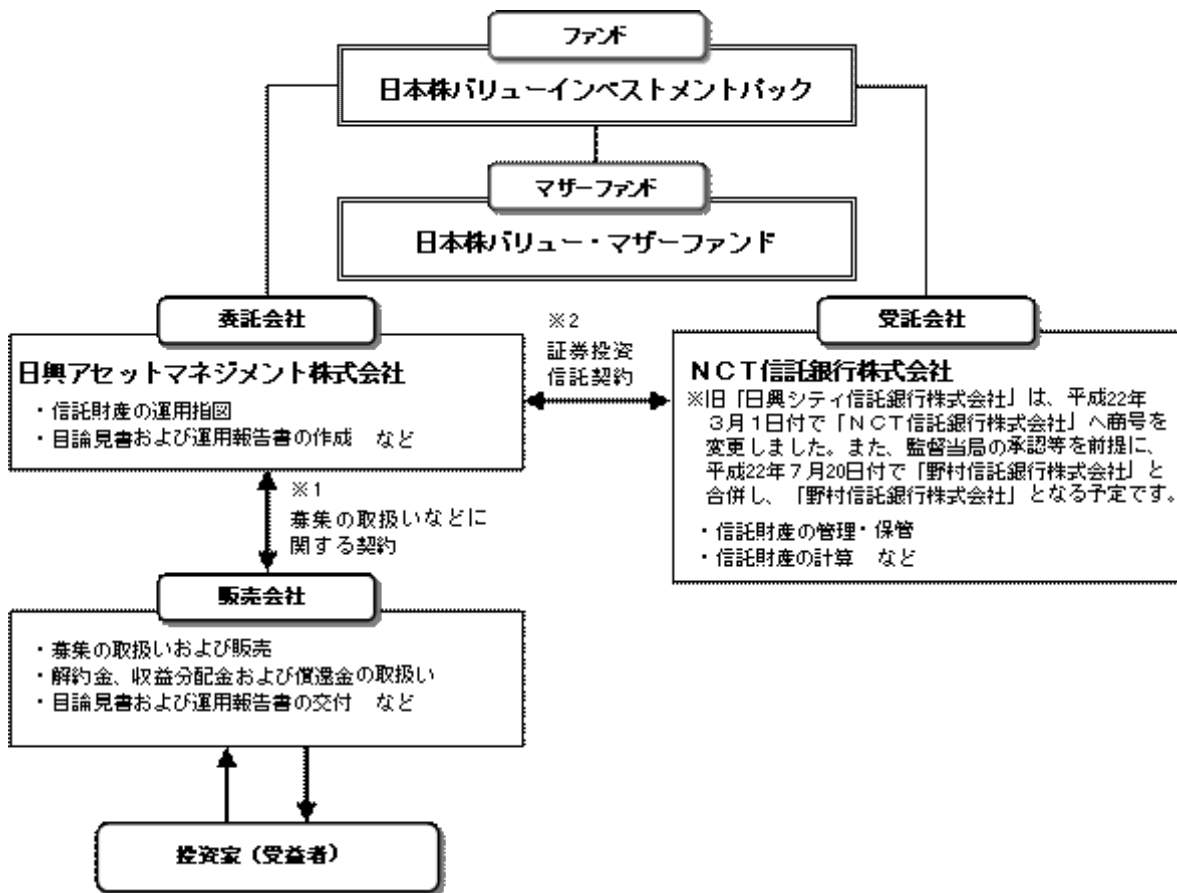 ファンド
日本株バリューインベストメントパック
マザーファンド
日本株バリュー・マザーファンド
委託会社
日興アセットマネジメント株式会社
・信託財産の運用指図
・目論見書および運用報告書の作成　など
※2
証券投資
信託契約
受託会社
ＮＣＴ信託銀行株式会社
※旧「日興シティ信託銀行株式会社」は、平成22年
３月１日付で「ＮＣＴ信託銀行株式会社」へ商号を
変更しました。また、監督当局の承認等を前提に、
平成22年７月20日付で「野村信託銀行株式会社」と
合併し、「野村信託銀行株式会社」となる予定です。
・信託財産の管理・保管
・信託財産の計算　など
※1
募集の取扱いなどに
関する契約
販売会社
・募集の取扱いおよび販売
・解約金、収益分配金および償還金の取扱い
・目論見書および運用報告書の交付　など
投資家（受益者）